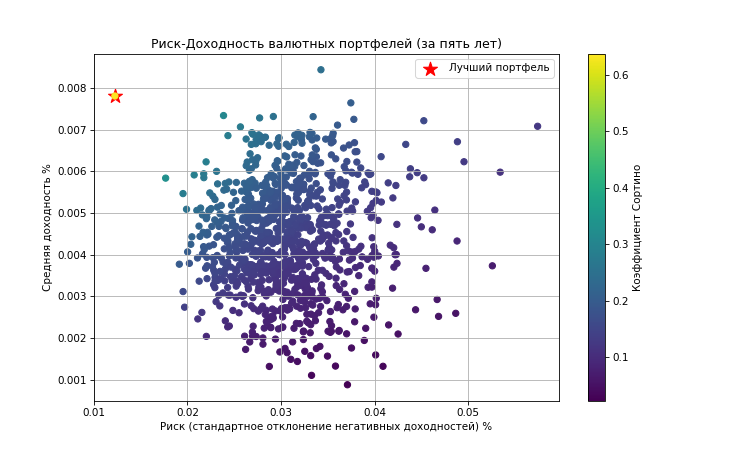 Риск-Доходность валютных портфелей (за пять лет)
Лучший портфель
0.008
0.007
0.006
0.005
0.004
0.003
0.002
0.001
Средняя доходность %
0.01 0.02 0.03 0.04 0.05
Риск (стандартное отклонение негативных доходностей) %
0.6
0.5
0.4
0.3
0.2
0.1
Коэффициент Сортино